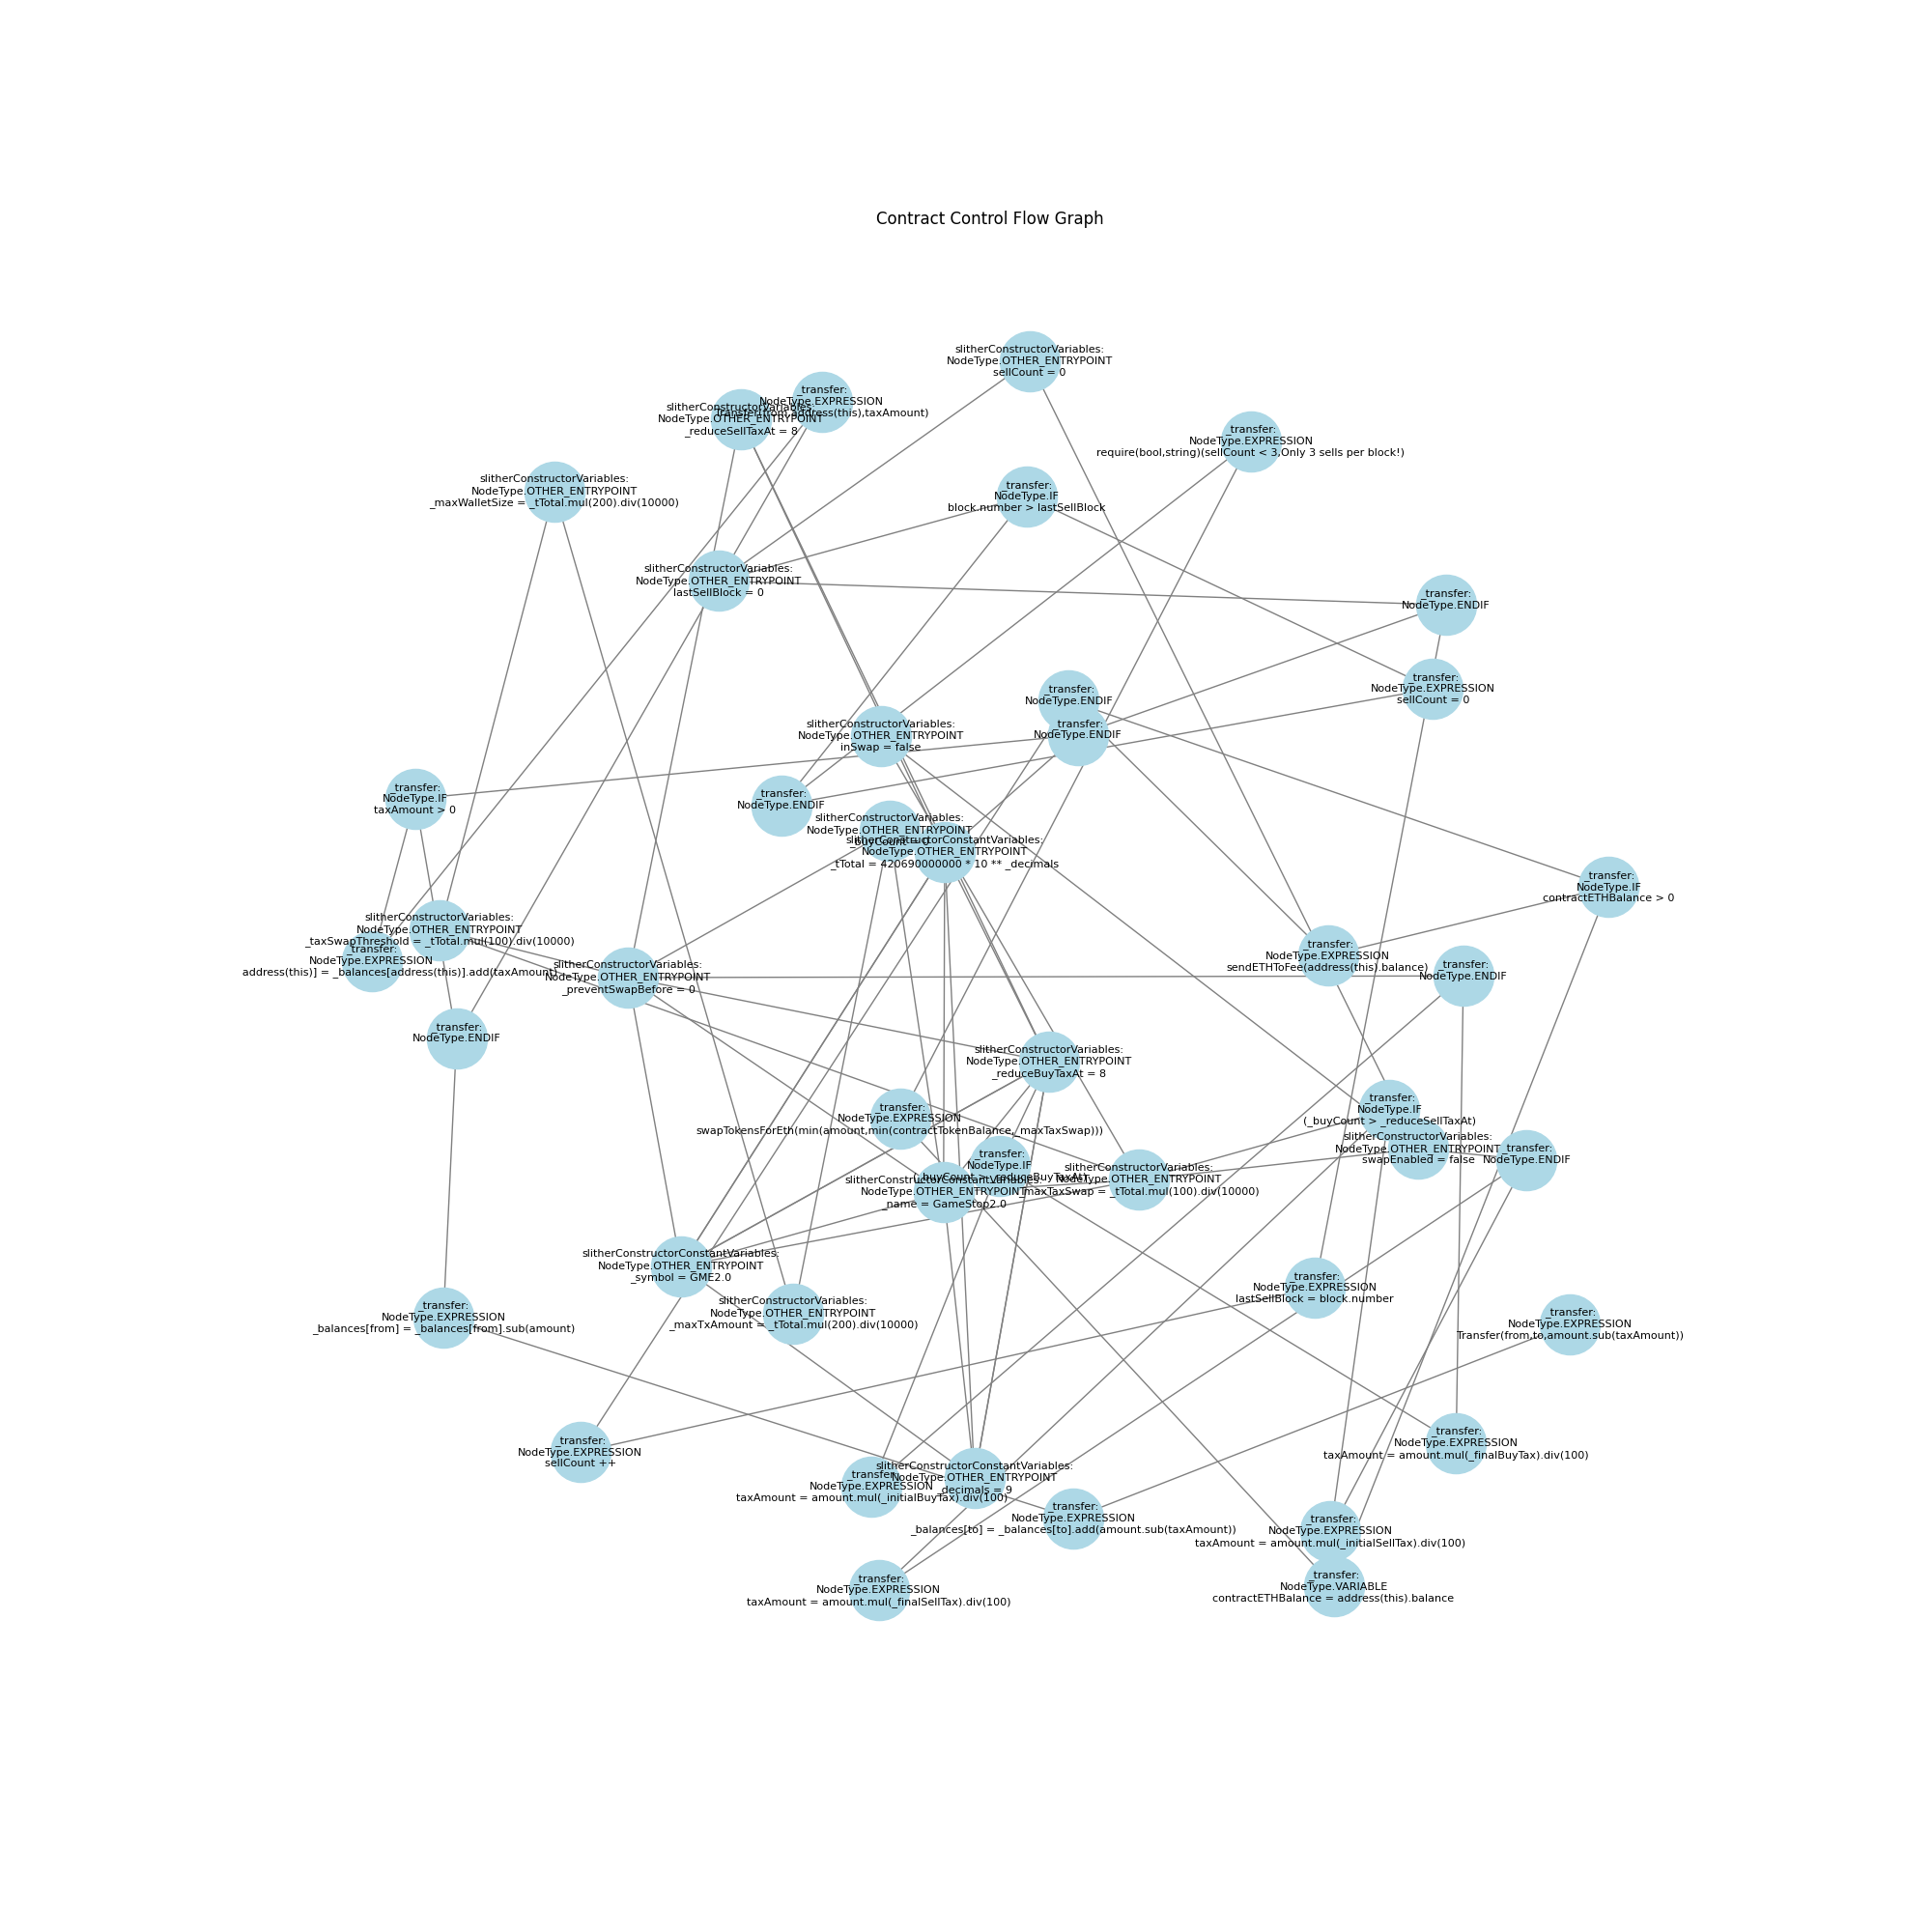 Contract Control Flow Graph
slitherConstructorVariables:
NodeType.OTHER_ENTRYPOINT
sellCount = 0
_transfer:
NodeType.EXPRESSION
Transfer(from,address(this),taxAmount)
slitherConstructorVariables:
NodeType.OTHER_ENTRYPOINT
_reduceSellTaxAt = 8
_transfer:
NodeType.EXPRESSION
require(bool,string)(sellCount < 3,Only 3 sells per block!)
slitherConstructorVariables:
NodeType.OTHER_ENTRYPOINT
_maxWalletSize = _tTotal.mul(200).div(10000)
_transfer:
NodeType.IF
block.number > lastSellBlock
slitherConstructorVariables:
NodeType.OTHER_ENTRYPOINT
lastSellBlock = 0
_transfer:
NodeType.ENDIF
_transfer:
NodeType.EXPRESSION
sellCount = 0
_transfer:
NodeType.ENDIF
_transfer:
NodeType.ENDIF
slitherConstructorVariables:
NodeType.OTHER_ENTRYPOINT
inSwap = false
_transfer:
NodeType.IF
taxAmount > 0
_transfer:
NodeType.ENDIF
slitherConstructorVariables:
NodeType.OTHER_ENTRYPOINT
slitherConstructorConstantVariables:
NodeType.OTHER_ENTRYPOINT
_tTotal = 420690000000 * 10 ** _decimals
_transfer:
NodeType.IF
contractETHBalance > 0
slitherConstructorVariables:
NodeType.OTHER_ENTRYPOINT
_taxSwapThreshold = _tTotal.mul(100).div(10000)
_transfer:
NodeType.EXPRESSION
address(this)] = _balances[address(this)].add(taxAmount)
slitherConstructorVariables:
NodeType.OTHER_ENTRYPOINT
_preventSwapBefore = 0
_transfer:
NodeType.EXPRESSION
sendETHToFee(address(this).balance)
_transfer:
NodeType.ENDIF
_transfer:
NodeType.ENDIF
slitherConstructorVariables:
NodeType.OTHER_ENTRYPOINT
_reduceBuyTaxAt = 8
_transfer:
NodeType.EXPRESSION
swapTokensForEth(min(amount,min(contractTokenBalance,_maxTaxSwap)))
_transfer:
NodeType.IF
(_buyCount > _reduceSellTaxAt)
slitherConstructorVariables:
NodeType.OTHER_ENTRYPOINT
swapEnabled = false
_transfer:
NodeType.ENDIF
_transfer:
NodeType.IF
(_buyCount > _reduceBuyTaxAt)
slitherConstructorVariables:
NodeType.OTHER_ENTRYPOINT
_maxTaxSwap = _tTotal.mul(100).div(10000)
slitherConstructorConstantVariables:
NodeType.OTHER_ENTRYPOINT
_name = GameStop2.0
slitherConstructorConstantVariables:
NodeType.OTHER_ENTRYPOINT
_symbol = GME2.0
_transfer:
NodeType.EXPRESSION
lastSellBlock = block.number
slitherConstructorVariables:
NodeType.OTHER_ENTRYPOINT
_maxTxAmount = _tTotal.mul(200).div(10000)
_transfer:
NodeType.EXPRESSION
_balances[from] = _balances[from].sub(amount)
_transfer:
NodeType.EXPRESSION
Transfer(from,to,amount.sub(taxAmount))
_transfer:
NodeType.EXPRESSION
sellCount ++
_transfer:
NodeType.EXPRESSION
taxAmount = amount.mul(_finalBuyTax).div(100)
_transfer:
NodeType.EXPRESSION
taxAmount = amount.mul(_initialBuyTax).div(100)
slitherConstructorConstantVariables:
NodeType.OTHER_ENTRYPOINT
_decimals = 9
_transfer:
NodeType.EXPRESSION
_balances[to] = _balances[to].add(amount.sub(taxAmount))
_transfer:
NodeType.EXPRESSION
taxAmount = amount.mul(_initialSellTax).div(100)
_transfer:
NodeType.EXPRESSION
taxAmount = amount.mul(_finalSellTax).div(100)
_transfer:
NodeType.VARIABLE
contractETHBalance = address(this).balance